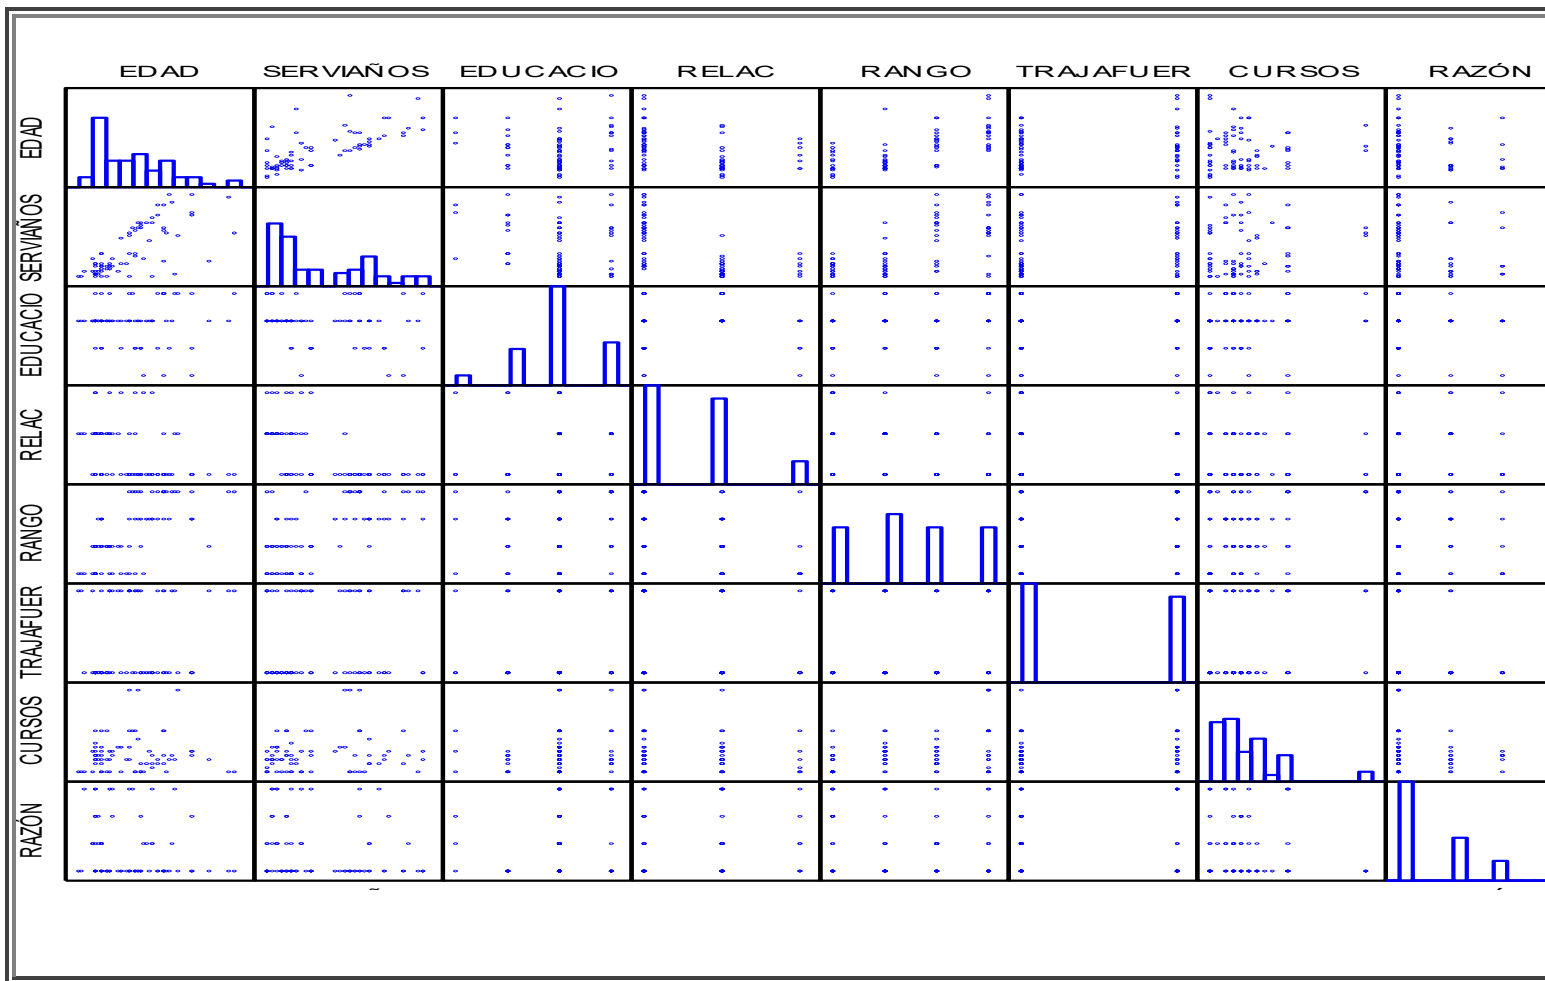 EDAD SERVIAÑOS EDUCACIO RELAC RANGO TRAJAFUER CURSOS RAZÓN
EDAD
SERVIAÑOS
EDUCACIO
RELAC
RANGO
TRAJAFUER
CURSOS
RAZÓN